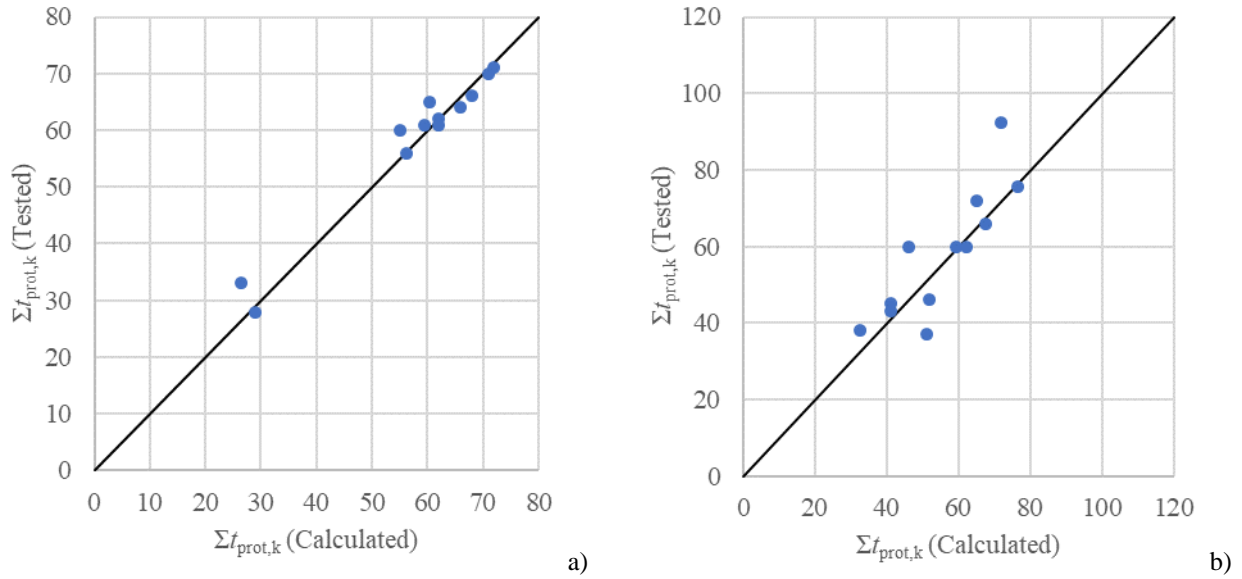 80
70
60
50
40
30
20
10
0
Σtprot,k (Tested)
0 10 20 30 40 50 60 70 80
Σtprot,k (Calculated)
a)
120
100
80
60
40
20
0
Σtprot,k (Tested)
0 20 40 60 80 100 120
Σtprot,k (Calculated)
b)